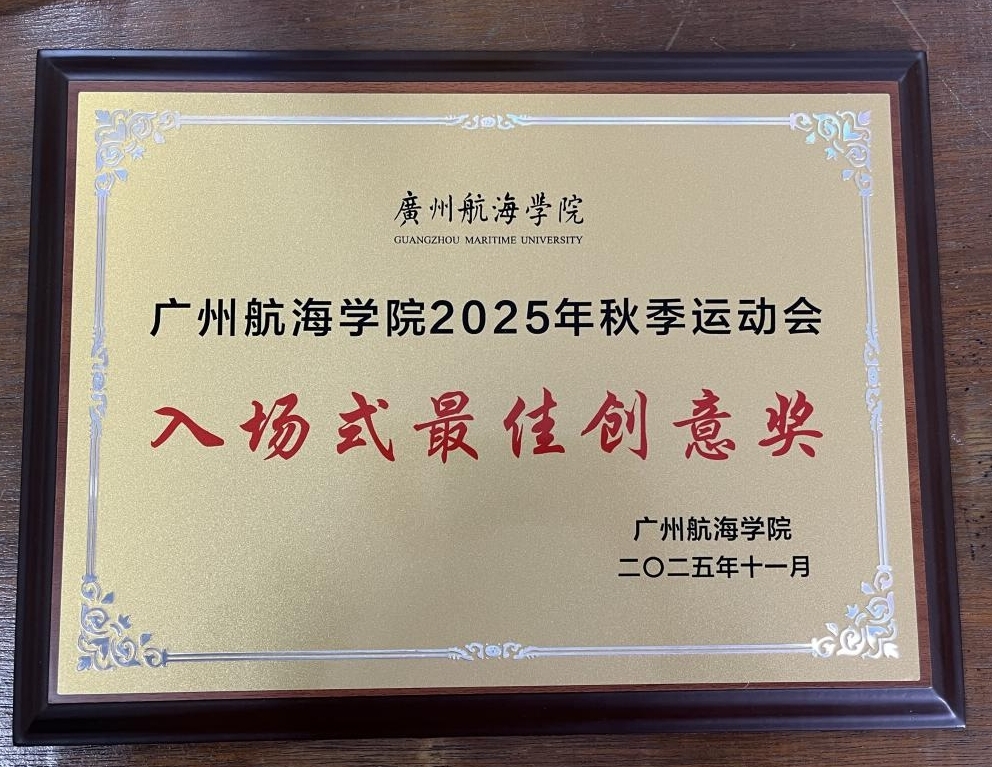 廣州航海学院
GUANGZHOU MARITIME UNIVERSITY
广州航海学院2025年秋季运动会
入场式最佳创意奖
广州航海学院
二〇二五年十一月